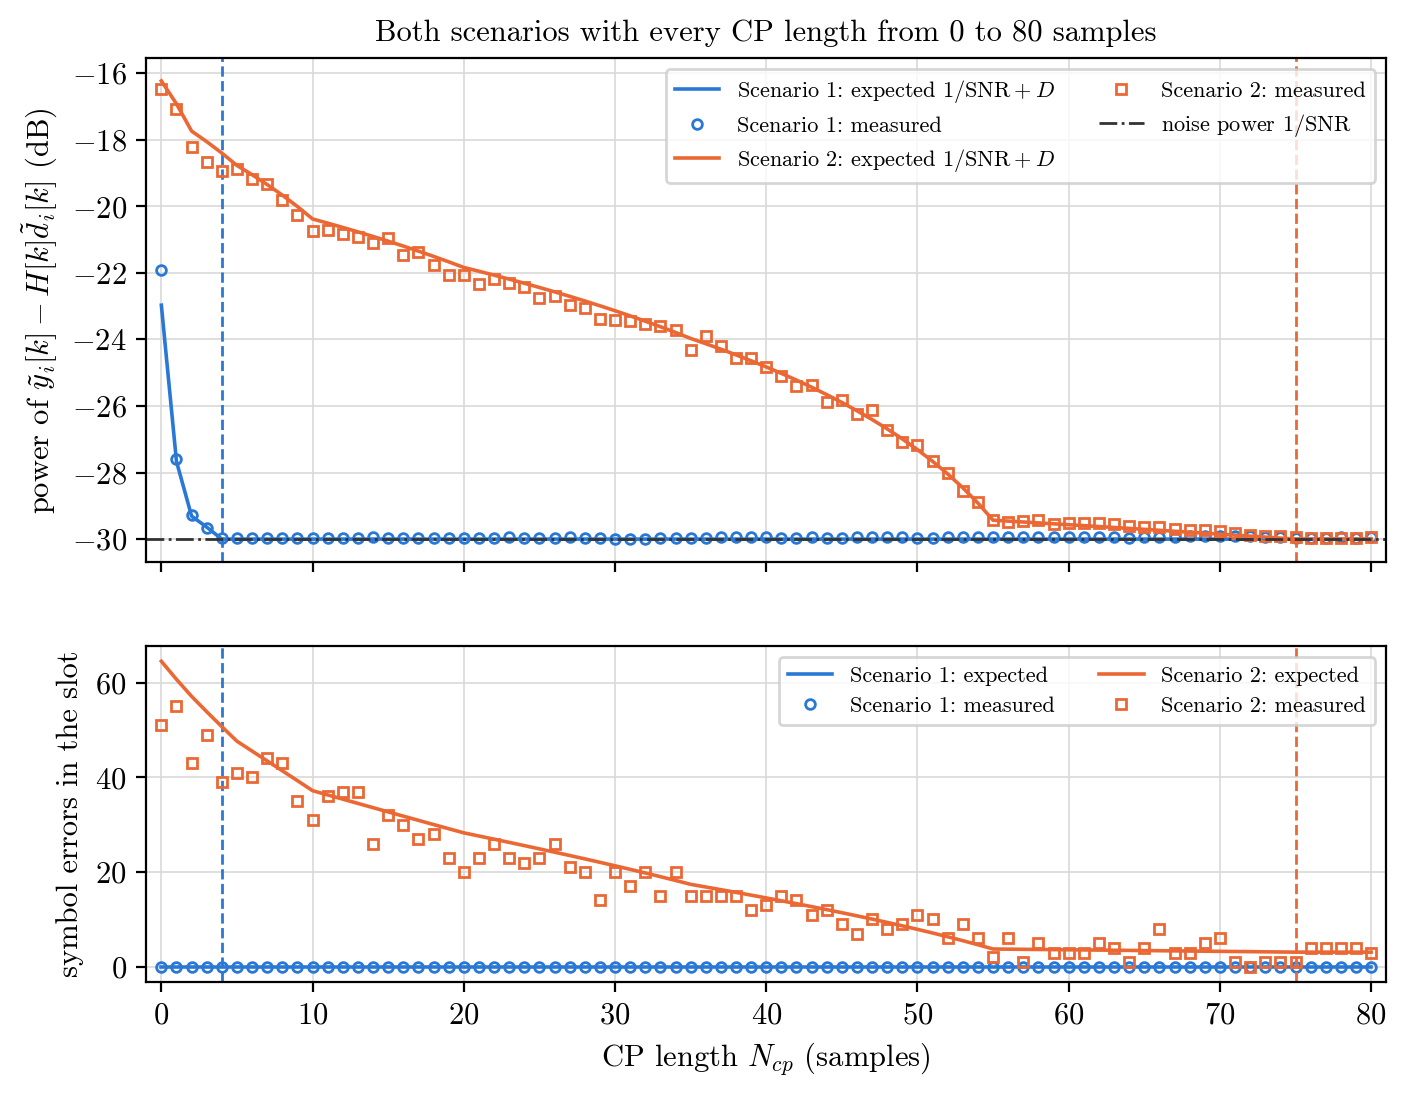 Both scenarios with every CP length from 0 to 80 samples
Scenario 1: expected 1/SNR + D
Scenario 1: measured
Scenario 2: expected 1/SNR + D
Scenario 2: measured
noise power 1/SNR
power of ỹᵢ[k] − H[k]d̃ᵢ[k] (dB)
−16
−18
−20
−22
−24
−26
−28
−30
Scenario 1: expected
Scenario 1: measured
Scenario 2: expected
Scenario 2: measured
symbol errors in the slot
60
40
20
0
0 10 20 30 40 50 60 70 80
CP length N_cp (samples)